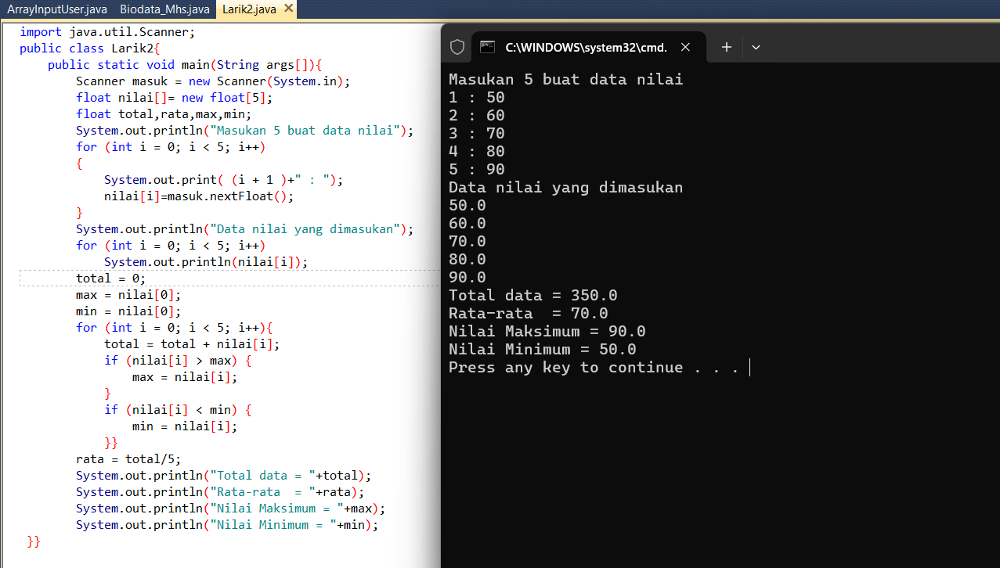 ArrayInputUser.java Biodata_Mhs.java Larik2.java
import java.util.Scanner;
public class Larik2{
public static void main(String args[]){
Scanner masuk = new Scanner(System.in);
float nilai[]= new float[5];
float total,rata,max,min;
System.out.println("Masukan 5 buat data nilai");
for (int i = 0; i < 5; i++)
{
System.out.print( (i + 1 )+" : ");
nilai[i]=masuk.nextFloat();
}
System.out.println("Data nilai yang dimasukan");
for (int i = 0; i < 5; i++)
System.out.println(nilai[i]);
total = 0;
max = nilai[0];
min = nilai[0];
for (int i = 0; i < 5; i++){
total = total + nilai[i];
if (nilai[i] > max) {
max = nilai[i];
}
if (nilai[i] < min) {
min = nilai[i];
}}
rata = total/5;
System.out.println("Total data = "+total);
System.out.println("Rata-rata  = "+rata);
System.out.println("Nilai Maksimum = "+max);
System.out.println("Nilai Minimum = "+min);
}}
C:\WINDOWS\system32\cmd.
Masukan 5 buat data nilai
1 : 50
2 : 60
3 : 70
4 : 80
5 : 90
Data nilai yang dimasukan
50.0
60.0
70.0
80.0
90.0
Total data = 350.0
Rata-rata  = 70.0
Nilai Maksimum = 90.0
Nilai Minimum = 50.0
Press any key to continue . . .